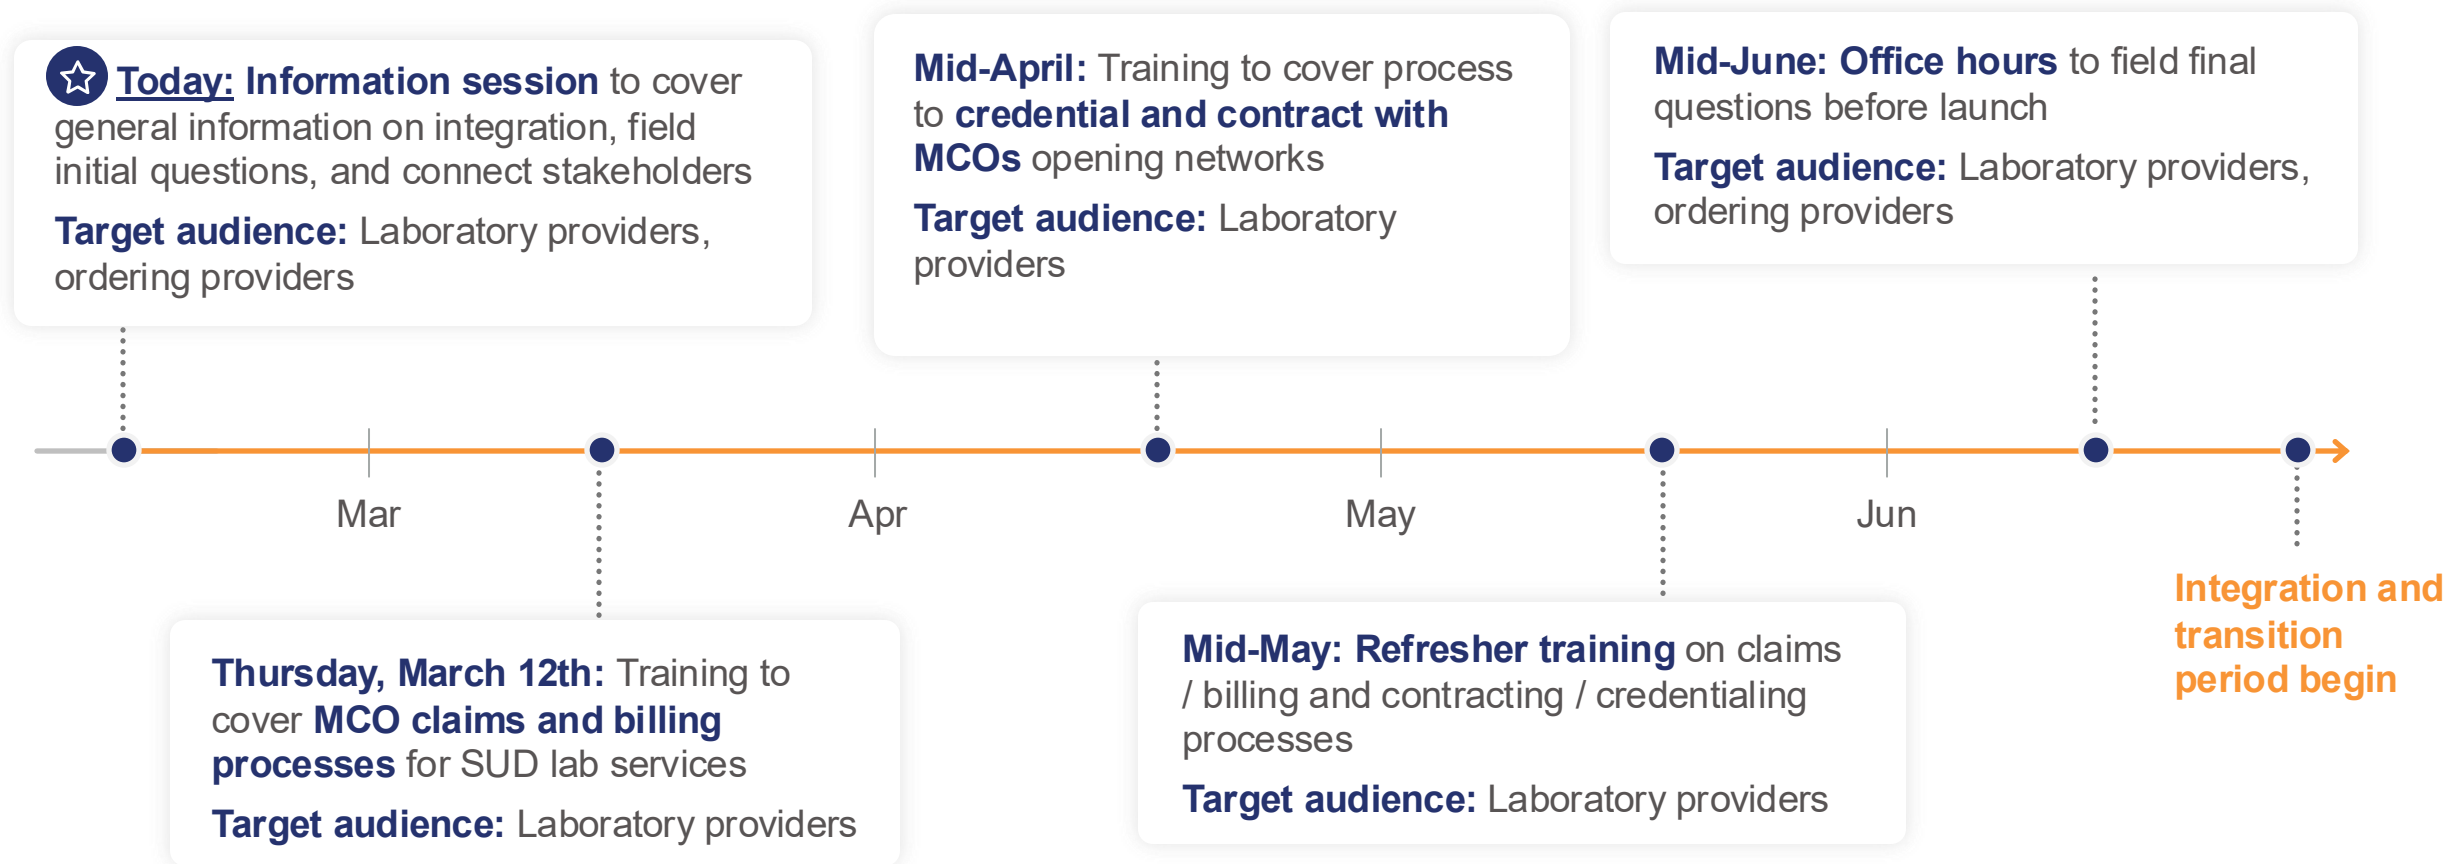 Today: Information session to cover
general information on integration, field
initial questions, and connect stakeholders
Target audience: Laboratory providers,
ordering providers
Mid-April: Training to cover process
to credential and contract with
MCOs opening networks
Target audience: Laboratory
providers
Mid-June: Office hours to field final
questions before launch
Target audience: Laboratory providers,
ordering providers
Mar
Apr
May
Jun
Thursday, March 12th: Training to
cover MCO claims and billing
processes for SUD lab services
Target audience: Laboratory providers
Mid-May: Refresher training on claims
/ billing and contracting / credentialing
processes
Target audience: Laboratory providers
Integration and
transition
period begin